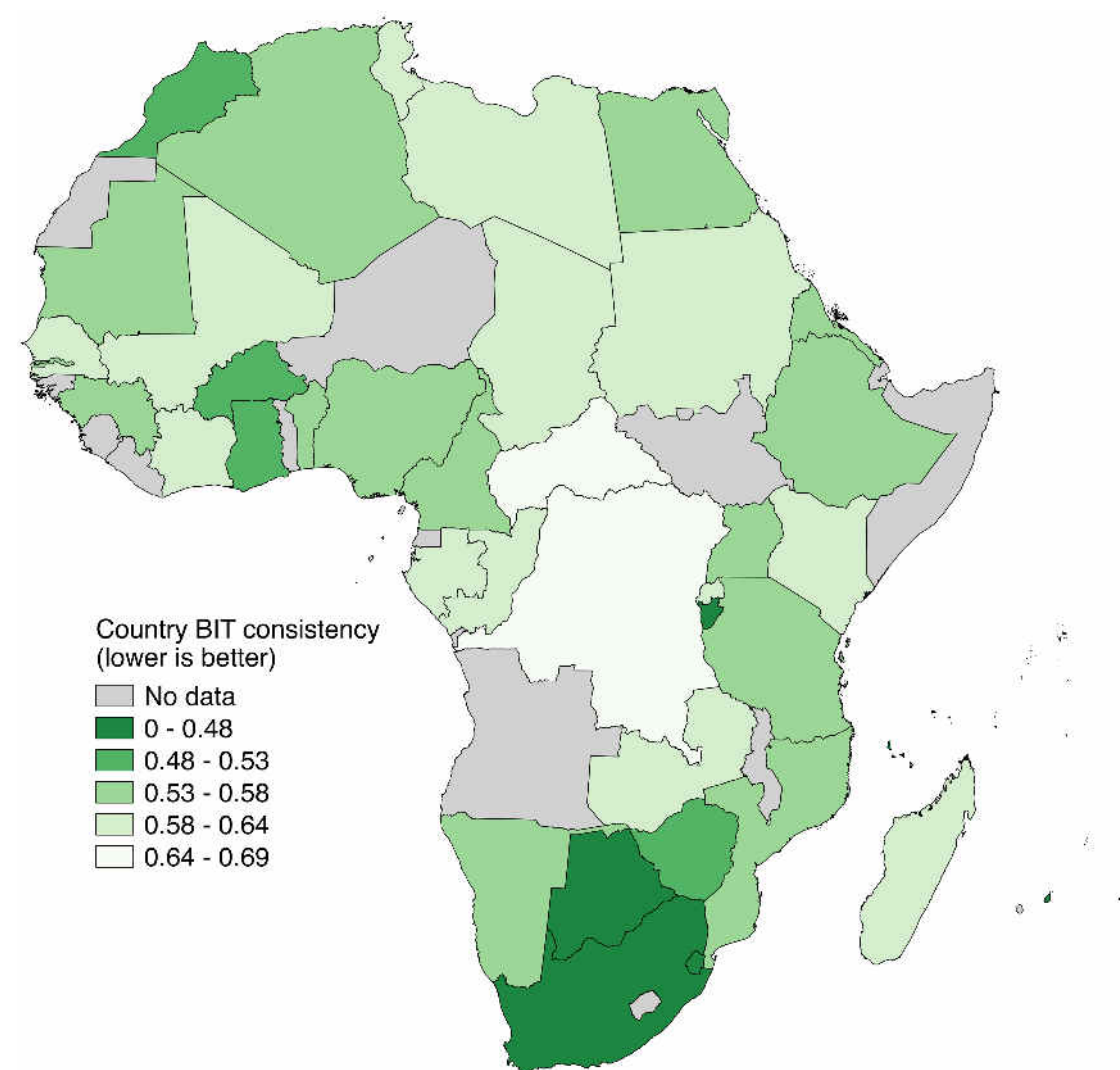 Country BIT consistency
(lower is better)
No data
0 - 0.48
0.48 - 0.53
0.53 - 0.58
0.58 - 0.64
0.64 - 0.69